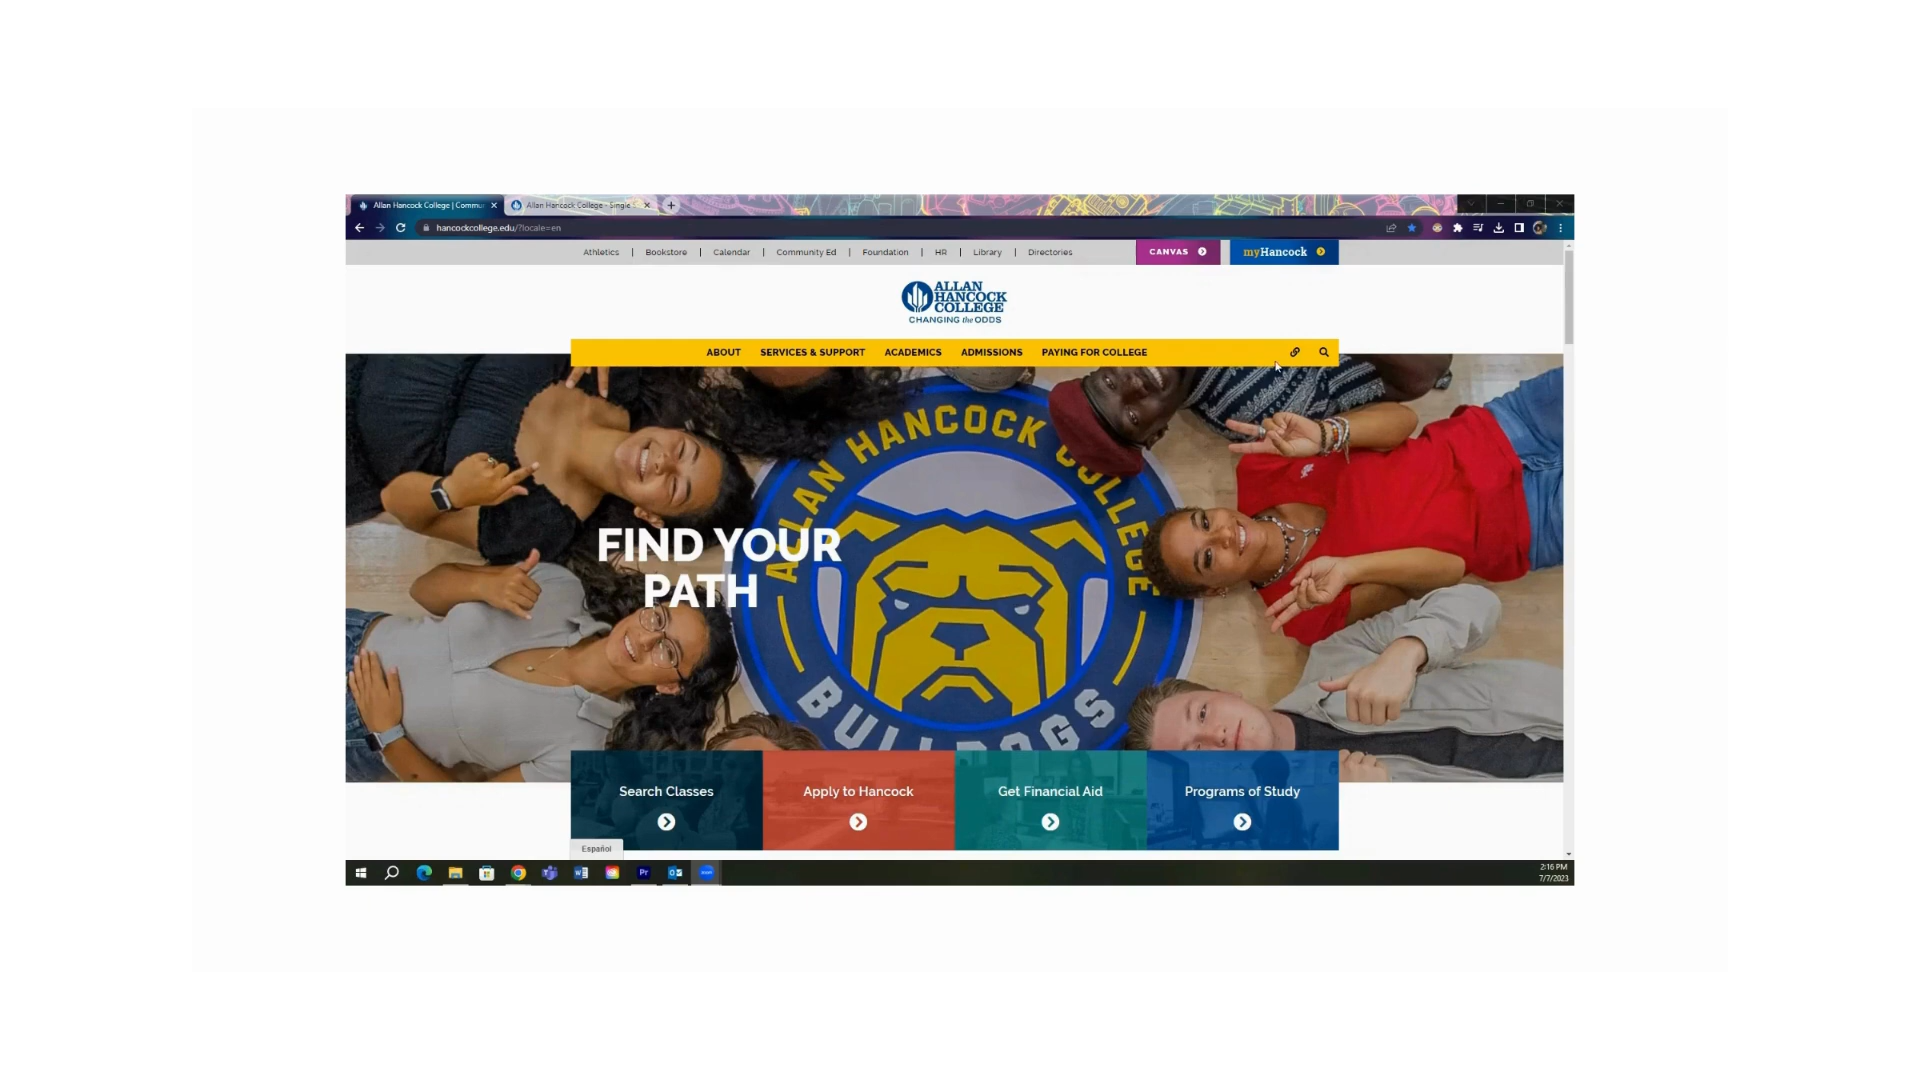 Allan Hancock College | Commu
Allan Hancock College - Single S
hancockcollege.edu/?locale=en
Athletics | Bookstore | Calendar | Community Ed | Foundation | HR | Library | Directories
CANVAS
myHancock
ALLAN
HANCOCK
COLLEGE
CHANGING the ODDS
ABOUT SERVICES & SUPPORT ACADEMICS ADMISSIONS PAYING FOR COLLEGE
ALLAN HANCOCK COLLEGE
FIND YOUR
PATH
BULLDOGS
Search Classes
Apply to Hancock
Get Financial Aid
Programs of Study
Español
Pr
2:16 PM
7/7/2023